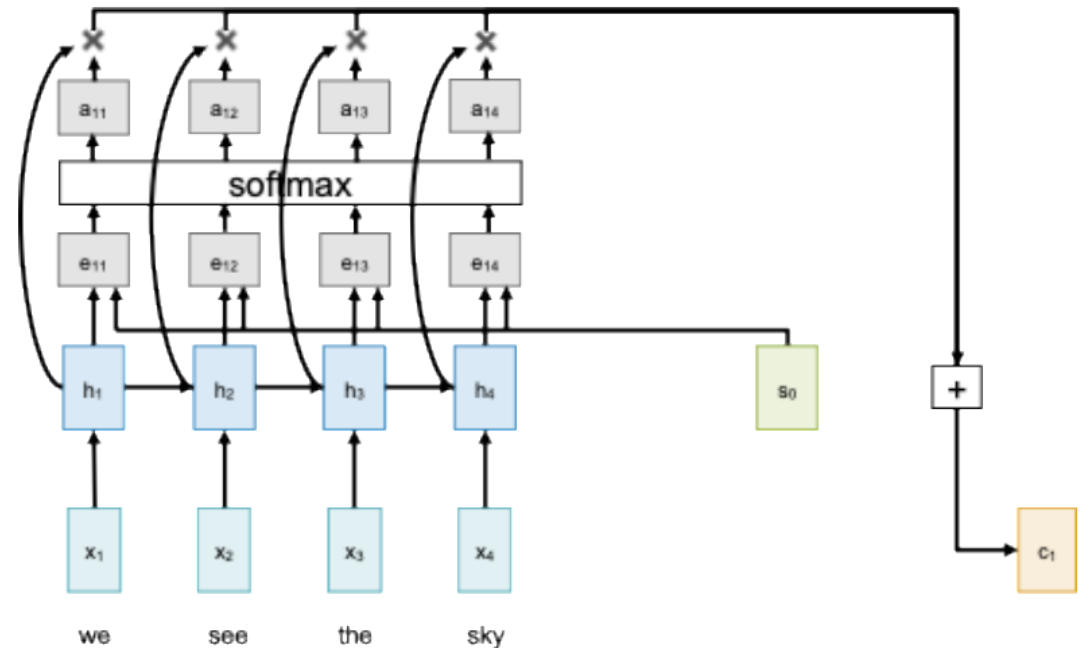 a₁₁ a₁₂ a₁₃ a₁₄
softmax
e₁₁ e₁₂ e₁₃ e₁₄
h₁ h₂ h₃ h₄ s₀ +
x₁ x₂ x₃ x₄ c₁
we see the sky